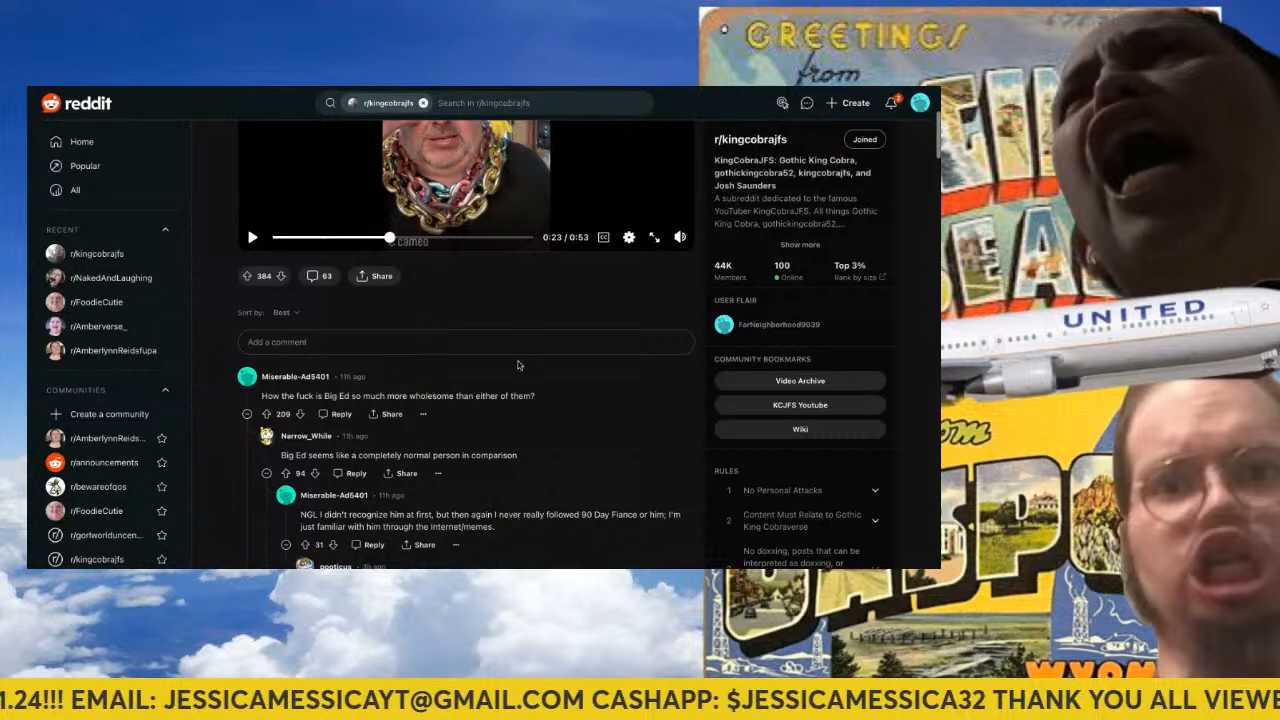 GREETINGS
from
reddit
r/kingcobrajfs
Search in r/kingcobrajfs
Create
2
Home
Popular
All
RECENT
r/kingcobrajfs
r/NakedAndLaughing
r/FoodieCutie
r/Amberverse_
r/AmberlynnReidsfupa
COMMUNITIES
Create a community
r/AmberlynnReids...
r/announcements
r/bewareofqos
r/FoodieCutie
r/gorlworlduncen...
r/kingcobrajfs
cameo
0:23 / 0:53
CC
384
63
Share
Sort by: Best
Add a comment
Miserable-Ad5401 • 11h ago
How the fuck is Big Ed so much more wholesome than either of them?
209 Reply Share ...
Narrow_While • 11h ago
Big Ed seems like a completely normal person in comparison
94 Reply Share ...
Miserable-Ad5401 • 11h ago
NGL I didn't recognize him at first, but then again I never really followed 90 Day Fiance or him; I'm
just familiar with him through the Internet/memes.
31 Reply Share ...
pooticus • 3h ago
r/kingcobrajfs
Joined
KingCobraJFS: Gothic King Cobra,
gothickingcobra52, kingcobrajfs, and
Josh Saunders
A subreddit dedicated to the famous
YouTuber KingCobraJFS. All things Gothic
King Cobra, gothickingcobra52,...
Show more
44K 100 Top 3%
Members Online Rank by size
USER FLAIR
FarNeighborhood9039
COMMUNITY BOOKMARKS
Video Archive
KCJFS Youtube
Wiki
RULES
1 No Personal Attacks
2 Content Must Relate to Gothic
King Cobraverse
No doxxing, posts that can be
interpreted as doxxing, or
UNITED
1.24!!! EMAIL: JESSICAMESSICAYT@GMAIL.COM CASHAPP: $JESSICAMESSICA32 THANK YOU ALL VIEWE